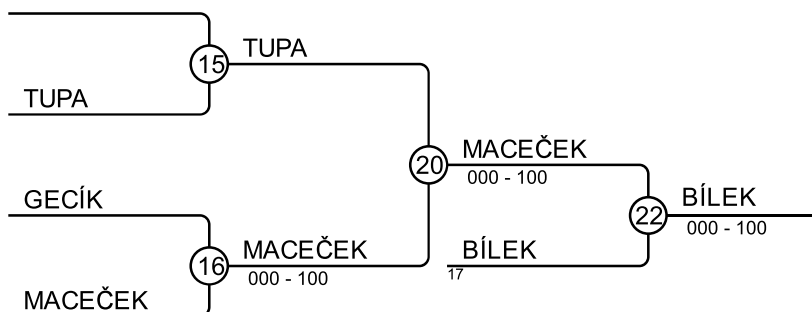 TUPA
15
TUPA
MACEČEK
20
000 - 100
BÍLEK
GECÍK
22
000 - 100
MACEČEK
BÍLEK
16
000 - 100
17
MACEČEK